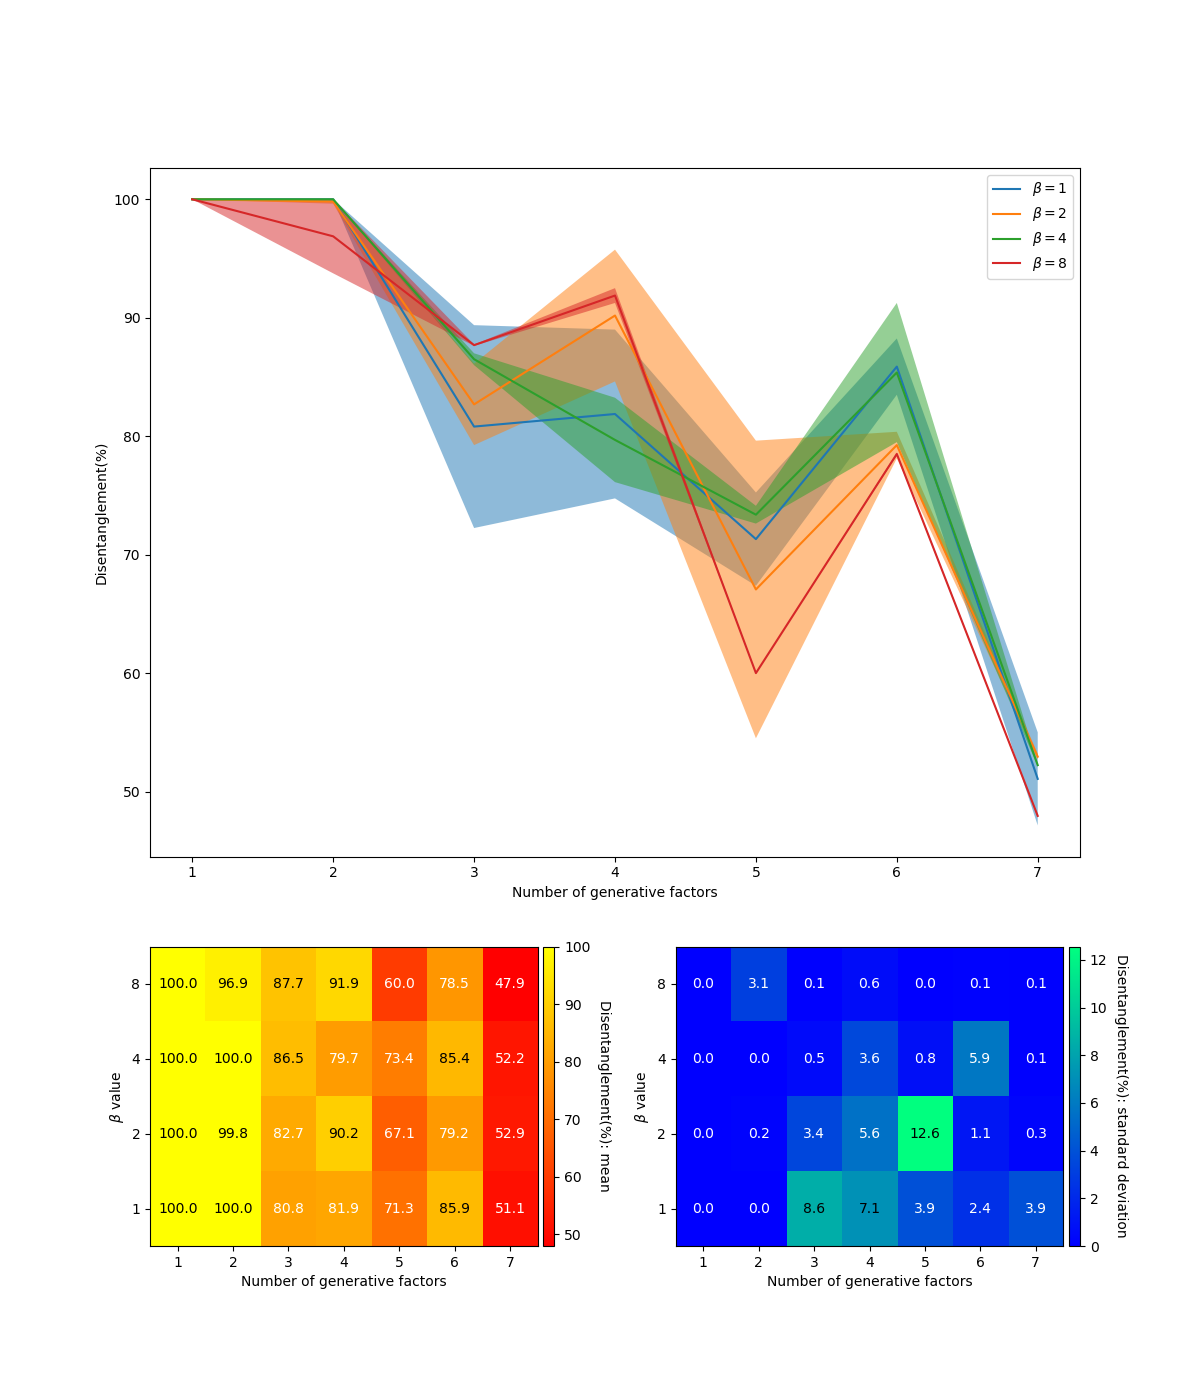 100
90
80
70
60
50
Disentanglement(%)
β = 1
β = 2
β = 4
β = 8
1 2 3 4 5 6 7
Number of generative factors
8 100.0 96.9 87.7 91.9 60.0 78.5 47.9
4 100.0 100.0 86.5 79.7 73.4 85.4 52.2
2 100.0 99.8 82.7 90.2 67.1 79.2 52.9
1 100.0 100.0 80.8 81.9 71.3 85.9 51.1
β value
1 2 3 4 5 6 7
Number of generative factors
100
90
80
70
60
50
Disentanglement(%): mean
8 0.0 3.1 0.1 0.6 0.0 0.1 0.1
4 0.0 0.0 0.5 3.6 0.8 5.9 0.1
2 0.0 0.2 3.4 5.6 12.6 1.1 0.3
1 0.0 0.0 8.6 7.1 3.9 2.4 3.9
β value
1 2 3 4 5 6 7
Number of generative factors
12
10
8
6
4
2
0
Disentanglement(%): standard deviation